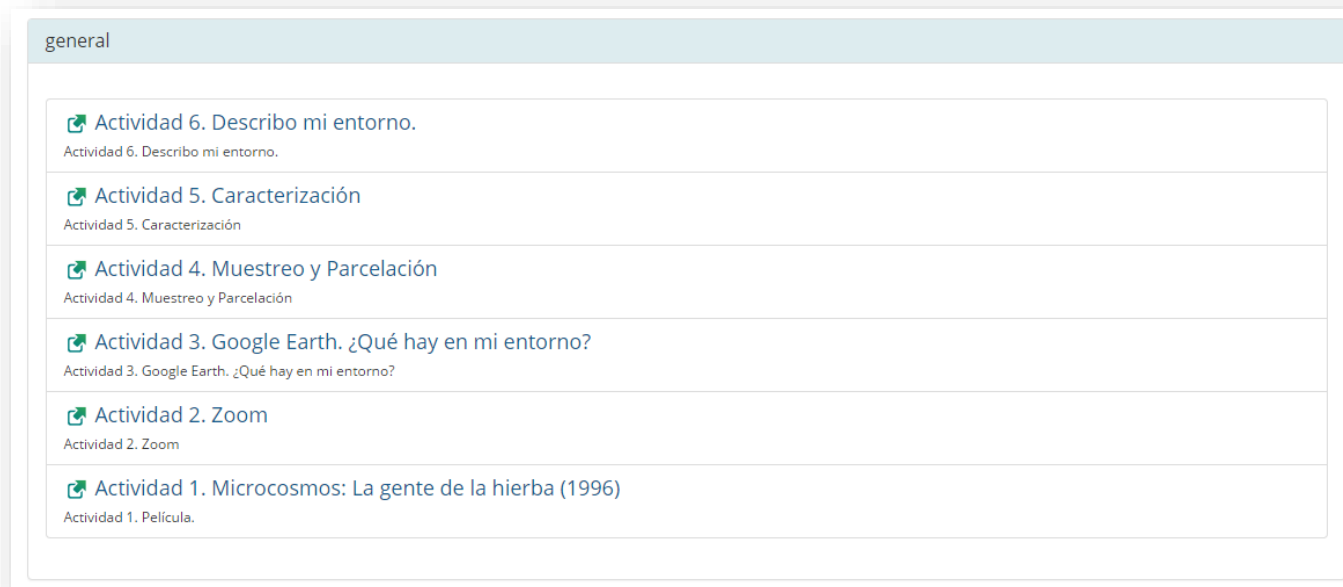 general
Actividad 6. Describo mi entorno.
Actividad 6. Describo mi entorno.
Actividad 5. Caracterización
Actividad 5. Caracterización
Actividad 4. Muestreo y Parcelación
Actividad 4. Muestreo y Parcelación
Actividad 3. Google Earth. ¿Qué hay en mi entorno?
Actividad 3. Google Earth. ¿Qué hay en mi entorno?
Actividad 2. Zoom
Actividad 2. Zoom
Actividad 1. Microcosmos: La gente de la hierba (1996)
Actividad 1. Película.